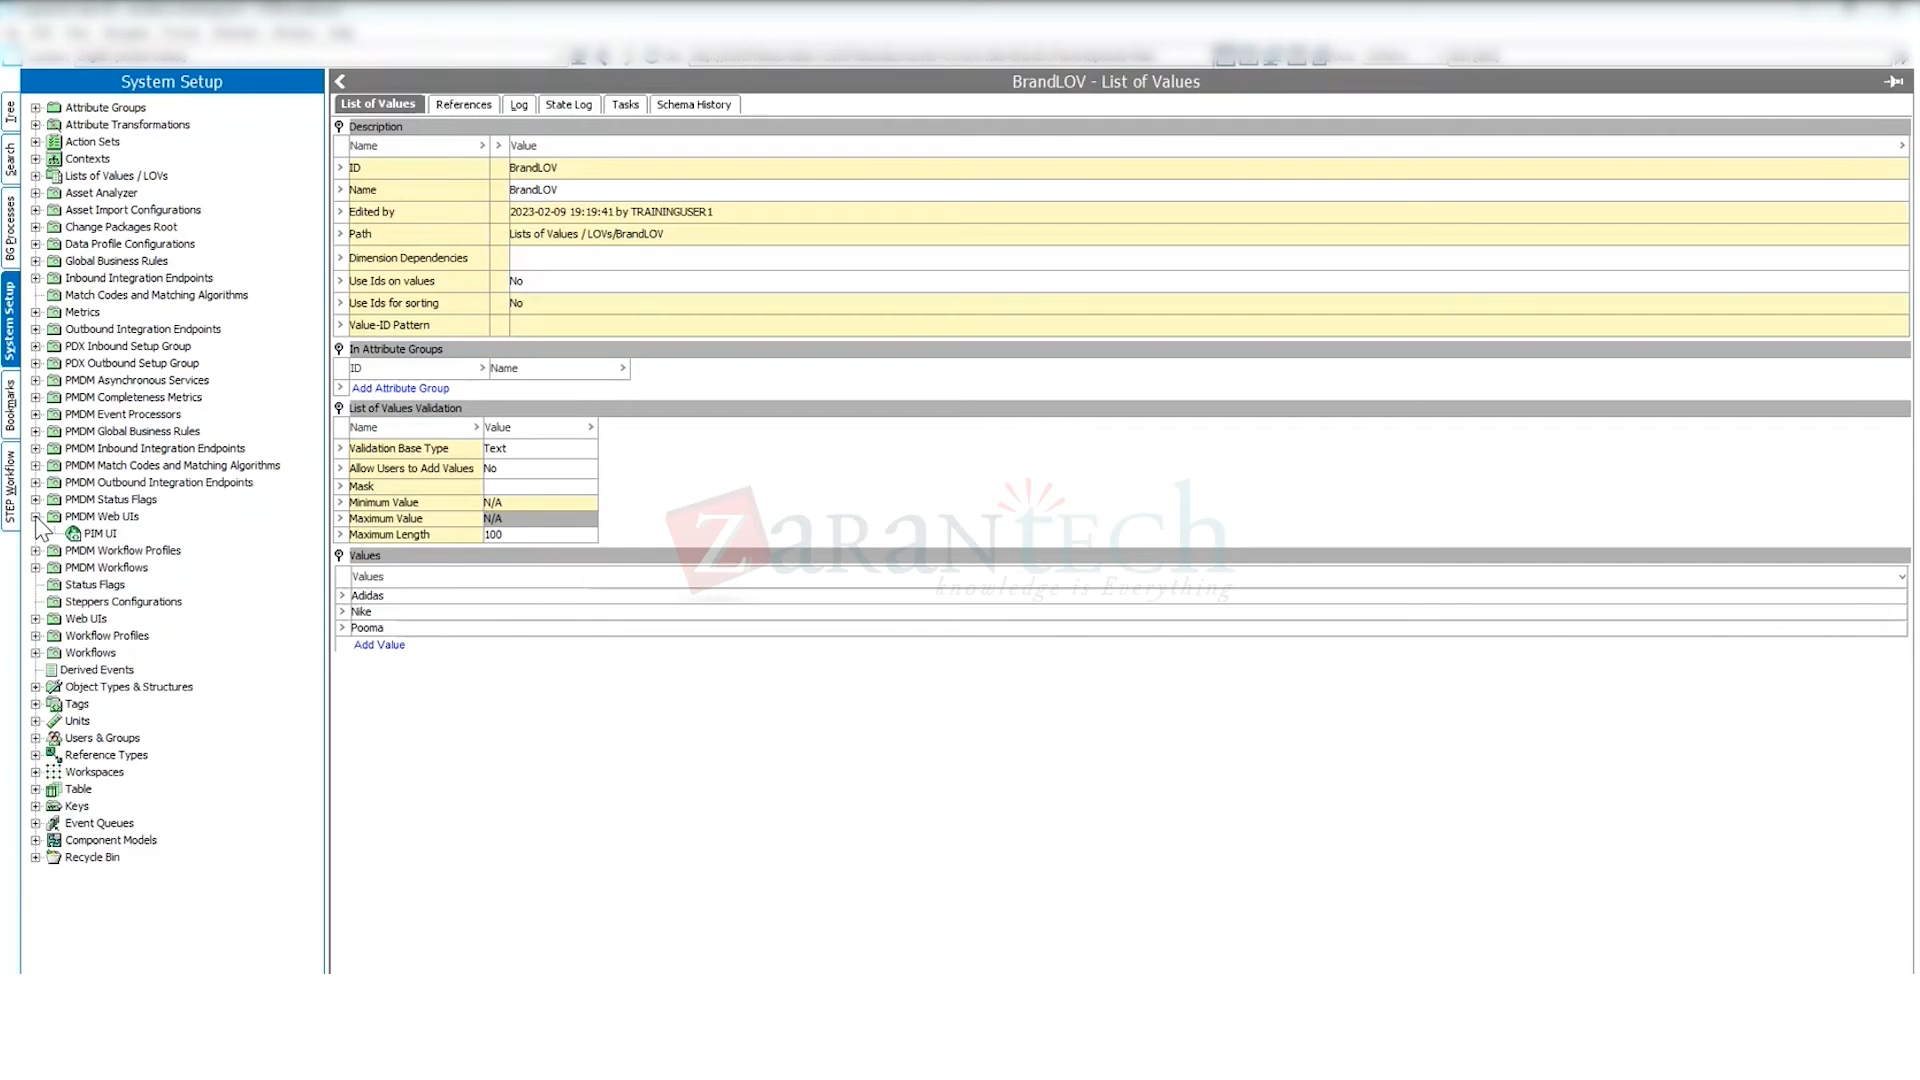 System Setup
Tree
Search
BG Processes
System Setup
Bookmarks
STEP Workflow
Attribute Groups
Attribute Transformations
Action Sets
Contexts
Lists of Values / LOVs
Asset Analyzer
Asset Import Configurations
Change Packages Root
Data Profile Configurations
Global Business Rules
Inbound Integration Endpoints
Match Codes and Matching Algorithms
Metrics
Outbound Integration Endpoints
PDX Inbound Setup Group
PDX Outbound Setup Group
PMDM Asynchronous Services
PMDM Completeness Metrics
PMDM Event Processors
PMDM Global Business Rules
PMDM Inbound Integration Endpoints
PMDM Match Codes and Matching Algorithms
PMDM Outbound Integration Endpoints
PMDM Status Flags
PMDM Web UIs
PIM UI
PMDM Workflow Profiles
PMDM Workflows
Status Flags
Steppers Configurations
Web UIs
Workflow Profiles
Workflows
Derived Events
Object Types & Structures
Tags
Units
Users & Groups
Reference Types
Workspaces
Table
Keys
Event Queues
Component Models
Recycle Bin
BrandLOV - List of Values
List of Values References Log State Log Tasks Schema History
Description
Name > > Value >
> ID BrandLOV
> Name BrandLOV
> Edited by 2023-02-09 19:19:41 by TRAININGUSER1
> Path Lists of Values / LOVs/BrandLOV
> Dimension Dependencies
> Use Ids on values No
> Use Ids for sorting No
> Value-ID Pattern
In Attribute Groups
ID > Name >
> Add Attribute Group
List of Values Validation
Name > Value >
> Validation Base Type Text
> Allow Users to Add Values No
> Mask
> Minimum Value N/A
> Maximum Value N/A
> Maximum Length 100
Values
Values
> Adidas
> Nike
> Pooma
Add Value
ZaranTech
knowledge is Everything